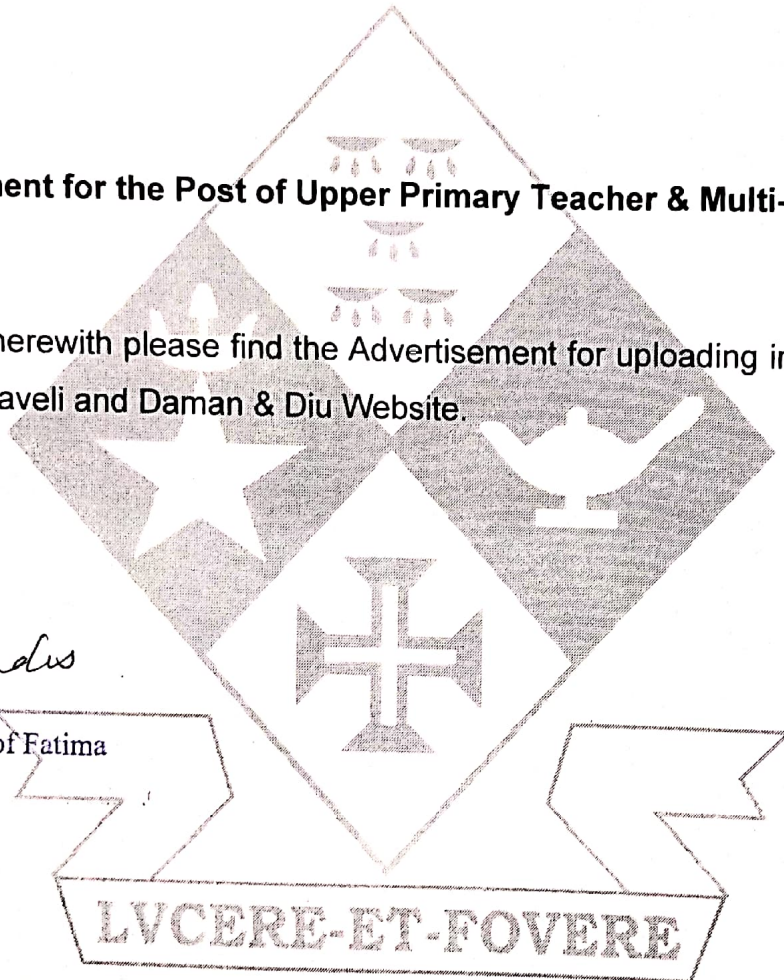 ent for the Post of Upper Primary Teacher & Multi-
herewith please find the Advertisement for uploading in
aveli and Daman & Diu Website.
of Fatima
LVCERE-ET-FOVERE